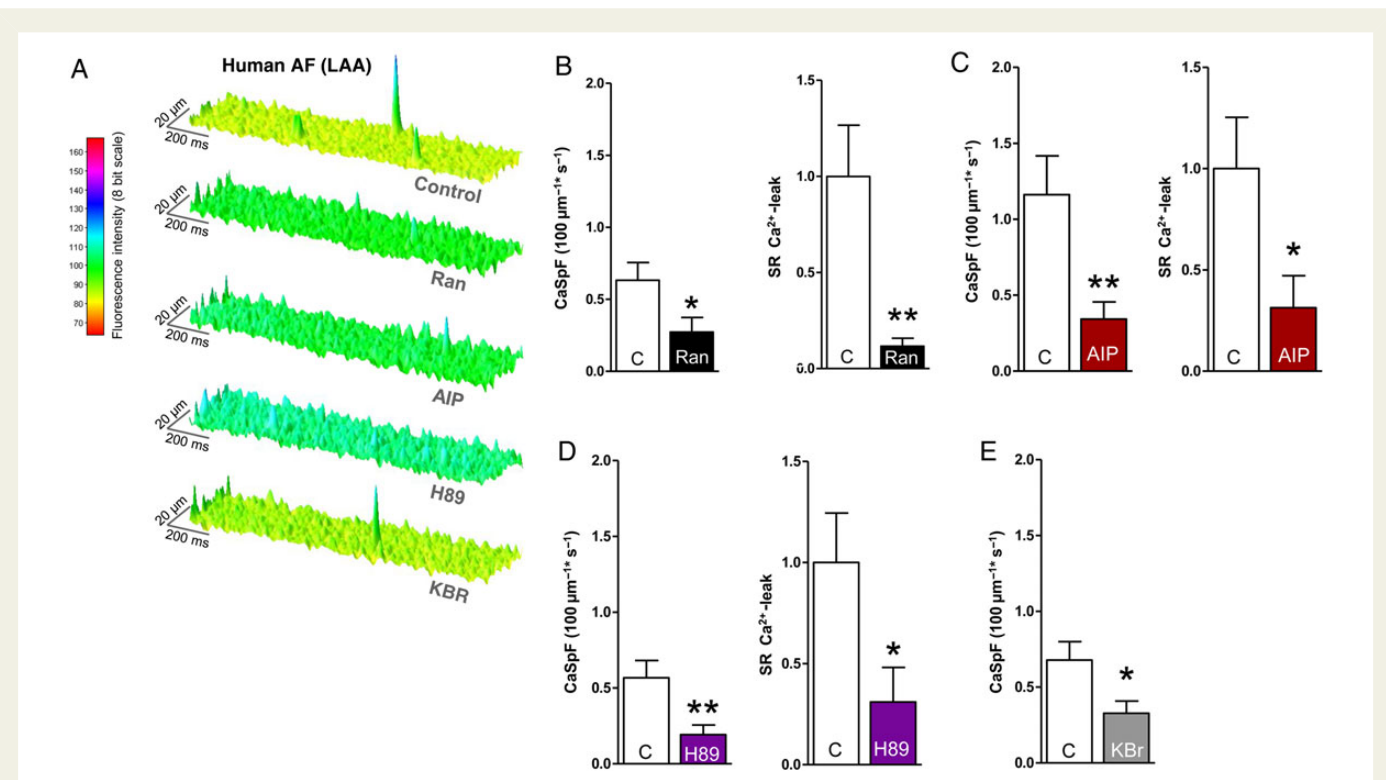 A
Human AF (LAA)
Fluorescence intensity (8 bit scale)
160
150
140
130
120
110
100
90
80
70
20 µm
200 ms
Control
20 µm
200 ms
Ran
20 µm
200 ms
AIP
20 µm
200 ms
H89
20 µm
200 ms
KBR
B
CaSpF (100 µm⁻¹* s⁻¹)
2.0
1.5
1.0
0.5
0.0
C
*
Ran
SR Ca²⁺-leak
1.5
1.0
0.5
0.0
C
**
Ran
C
CaSpF (100 µm⁻¹* s⁻¹)
2.0
1.5
1.0
0.5
0.0
C
**
AIP
SR Ca²⁺-leak
1.5
1.0
0.5
0.0
C
*
AIP
D
CaSpF (100 µm⁻¹* s⁻¹)
2.0
1.5
1.0
0.5
0.0
C
**
H89
SR Ca²⁺-leak
1.5
1.0
0.5
0.0
C
*
H89
E
CaSpF (100 µm⁻¹* s⁻¹)
2.0
1.5
1.0
0.5
0.0
C
*
KBr